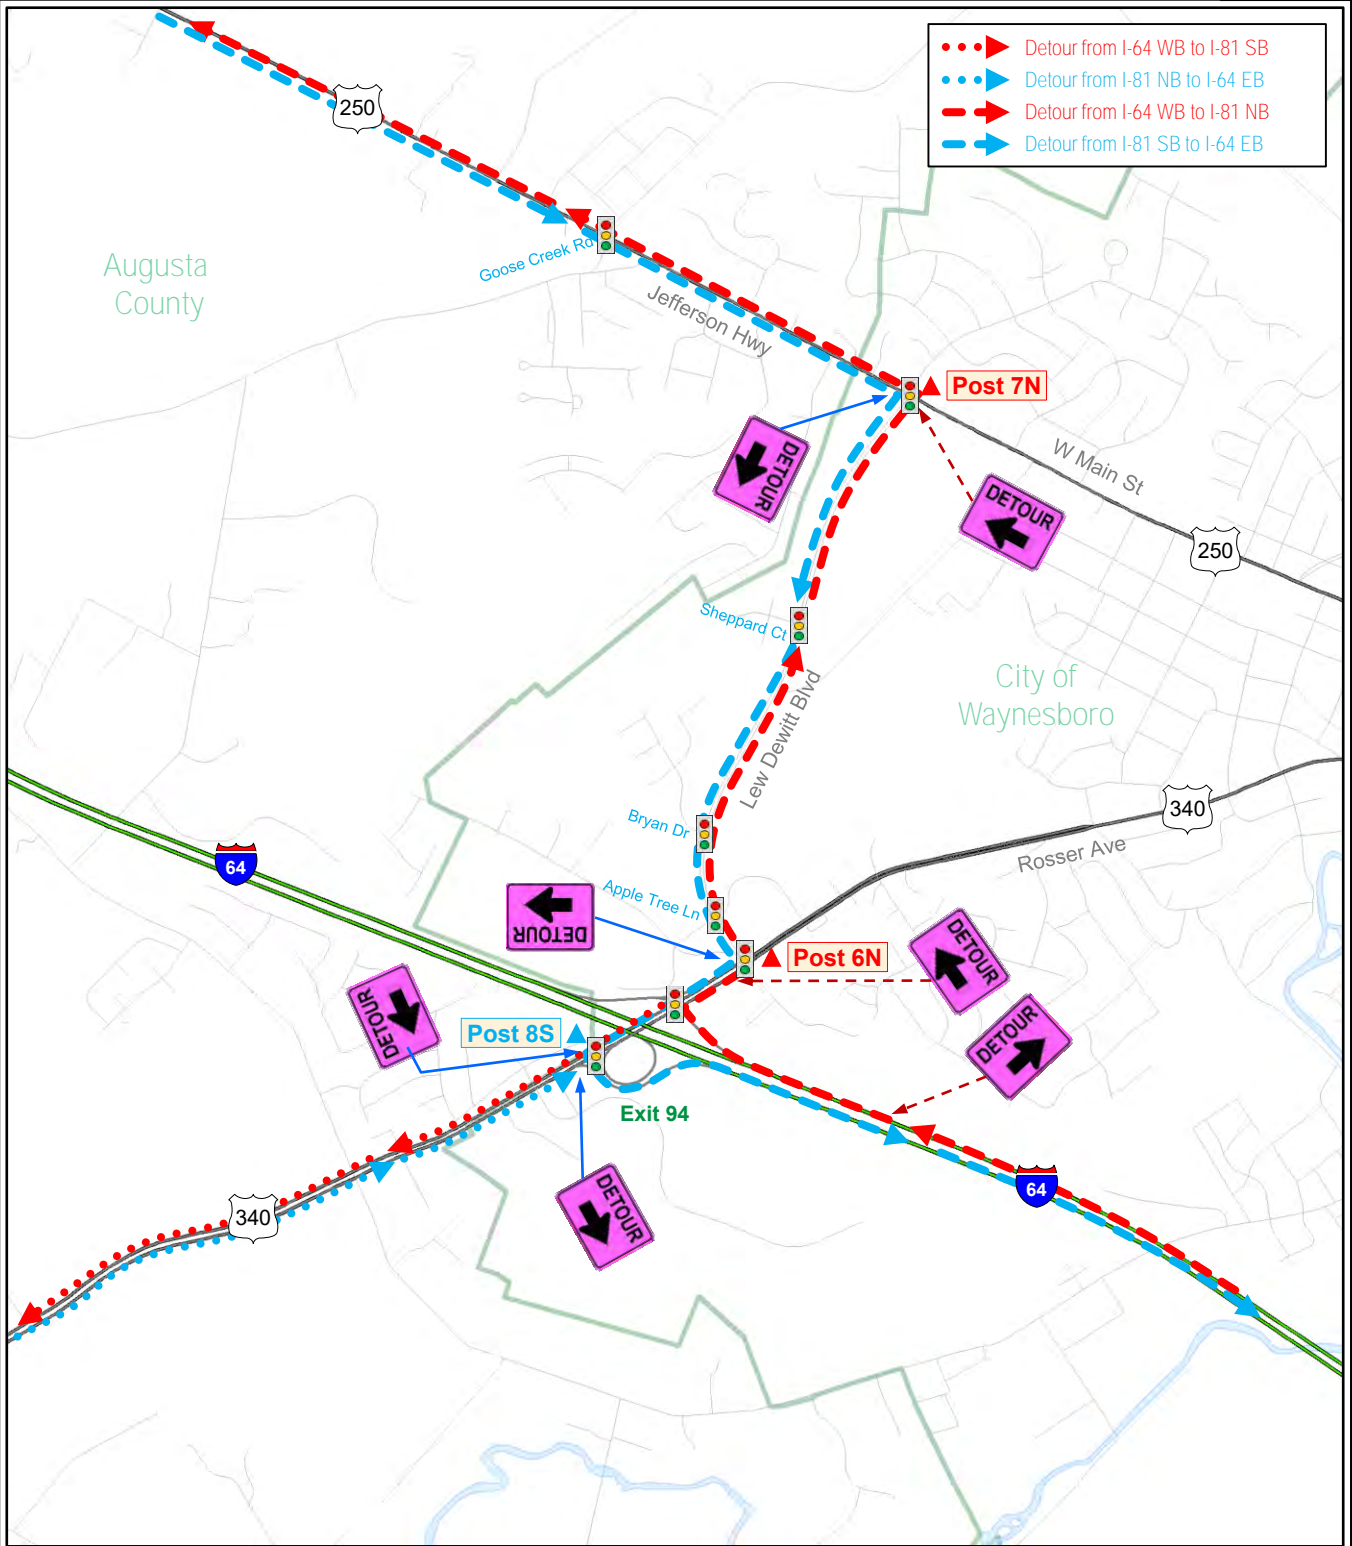 Detour from I-64 WB to I-81 SB
Detour from I-81 NB to I-64 EB
Detour from I-64 WB to I-81 NB
Detour from I-81 SB to I-64 EB
250
Goose Creek Rd
Augusta
County
Jefferson Hwy
Post 7N
W Main St
DETOUR
DETOUR
250
Sheppard Ct
City of
Waynesboro
Lew Dewitt Blvd
340
Bryan Dr
Rosser Ave
64
Apple Tree Ln
DETOUR
Post 6N
DETOUR
DETOUR
Post 8S
DETOUR
Exit 94
64
DETOUR
340